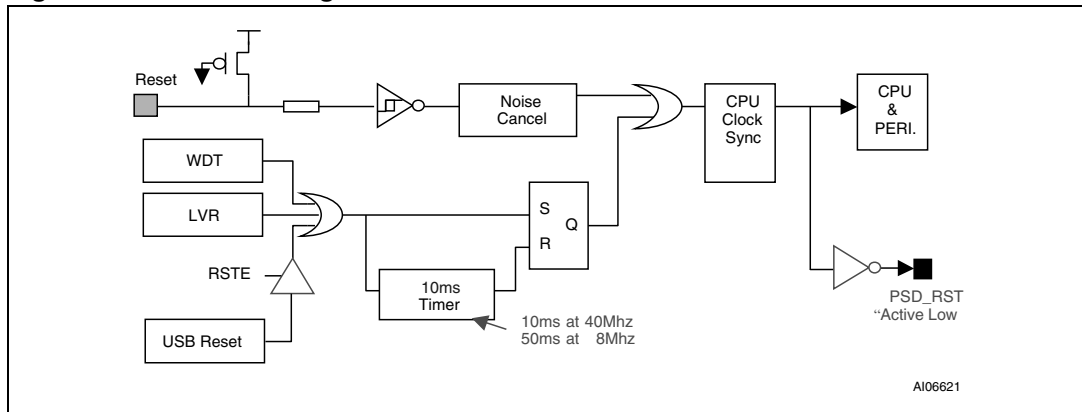 Reset
WDT
LVR
RSTE
USB Reset
Noise
Cancel
10ms
Timer
10ms at 40Mhz
50ms at 8Mhz
S
R
Q
CPU
Clock
Sync
CPU
&
PERI.
PSD_RST
“Active Low
AI06621